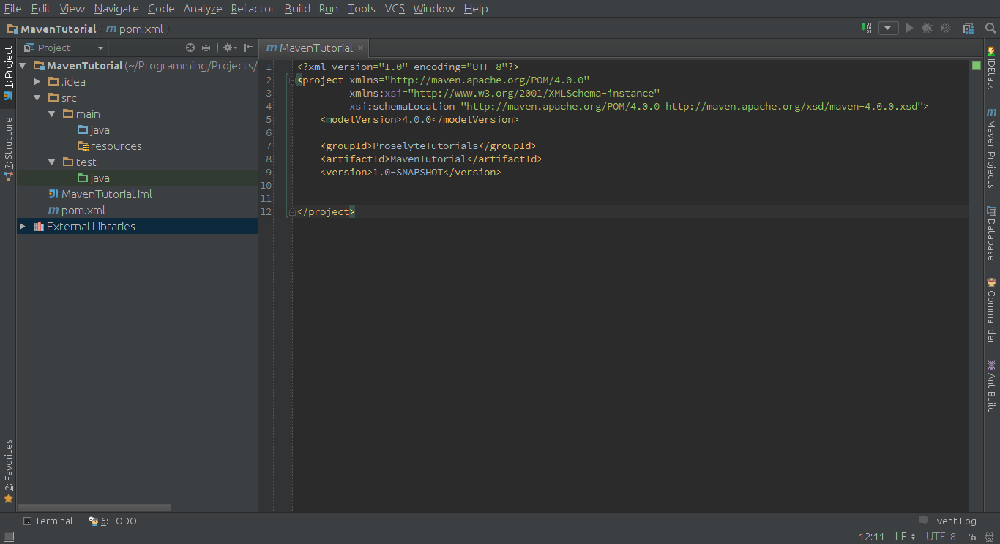 File Edit View Navigate Code Analyze Refactor Build Run Tools VCS Window Help
MavenTutorial m pom.xml
Project
m MavenTutorial
1: Project
Z: Structure
2: Favorites
MavenTutorial (~/Programming/Projects/
.idea
src
main
java
resources
test
java
MavenTutorial.iml
m pom.xml
External Libraries
1 <?xml version="1.0" encoding="UTF-8"?>
2 <project xmlns="http://maven.apache.org/POM/4.0.0"
3 xmlns:xsi="http://www.w3.org/2001/XMLSchema-instance"
4 xsi:schemaLocation="http://maven.apache.org/POM/4.0.0 http://maven.apache.org/xsd/maven-4.0.0.xsd">
5 <modelVersion>4.0.0</modelVersion>
6
7 <groupId>ProselyteTutorials</groupId>
8 <artifactId>MavenTutorial</artifactId>
9 <version>1.0-SNAPSHOT</version>
10
11
12 </project>
IDEtalk
m Maven Projects
Database
Commander
Ant Build
Terminal 6: TODO Event Log
12:11 LF UTF-8